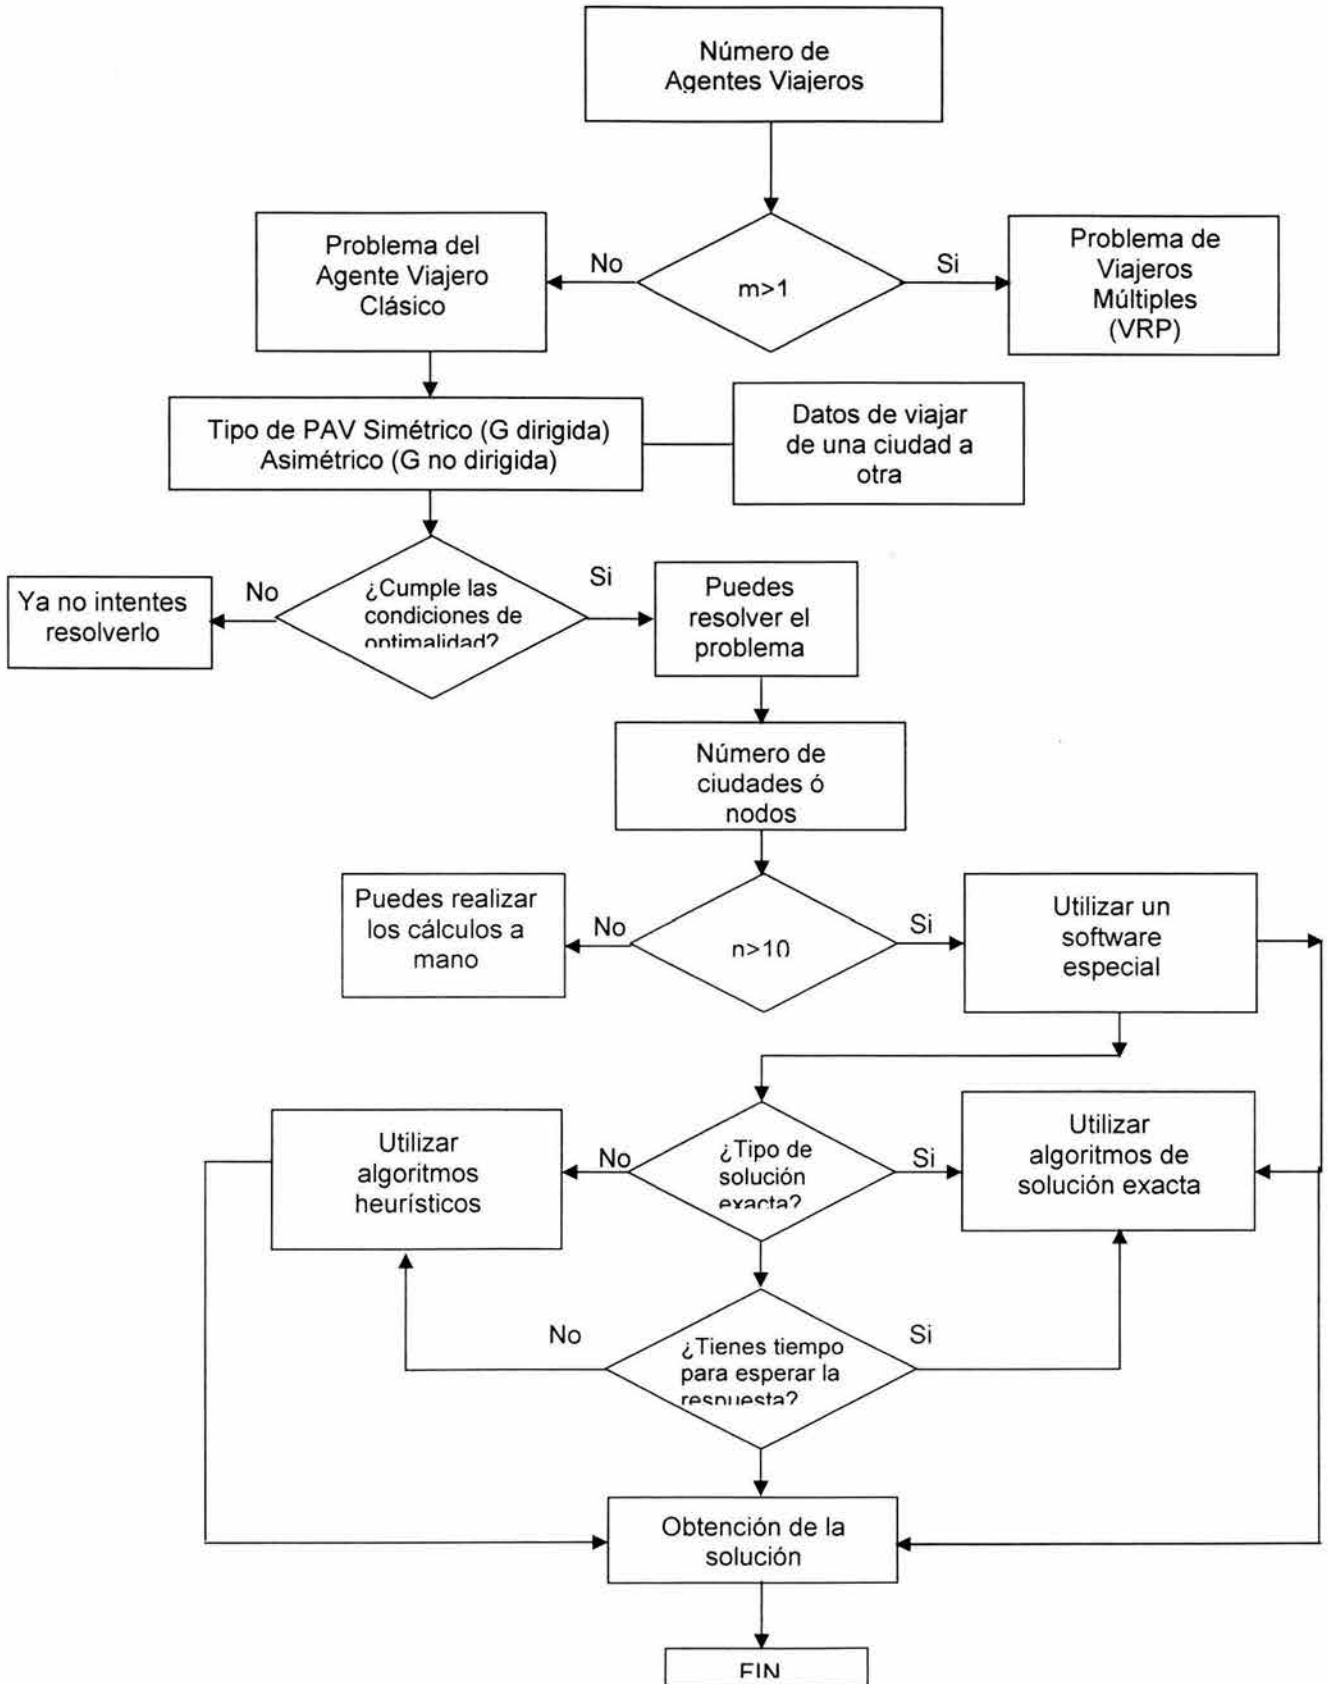 Número de
Agentes Viajeros
Problema del
Agente Viajero
Clásico
No
m>1
Si
Problema de
Viajeros
Múltiples
(VRP)
Tipo de PAV Simétrico (G dirigida)
Asimétrico (G no dirigida)
Datos de viajar
de una ciudad a
otra
Ya no intentes
resolverlo
No
¿Cumple las
condiciones de
optimalidad?
Si
Puedes
resolver el
problema
Número de
ciudades ó
nodos
Puedes realizar
los cálculos a
mano
No
n>10
Si
Utilizar un
software
especial
Utilizar
algoritmos
heurísticos
No
¿Tipo de
solución
exacta?
Si
Utilizar
algoritmos de
solución exacta
No
¿Tienes tiempo
para esperar la
respuesta?
Si
Obtención de la
solución
FIN